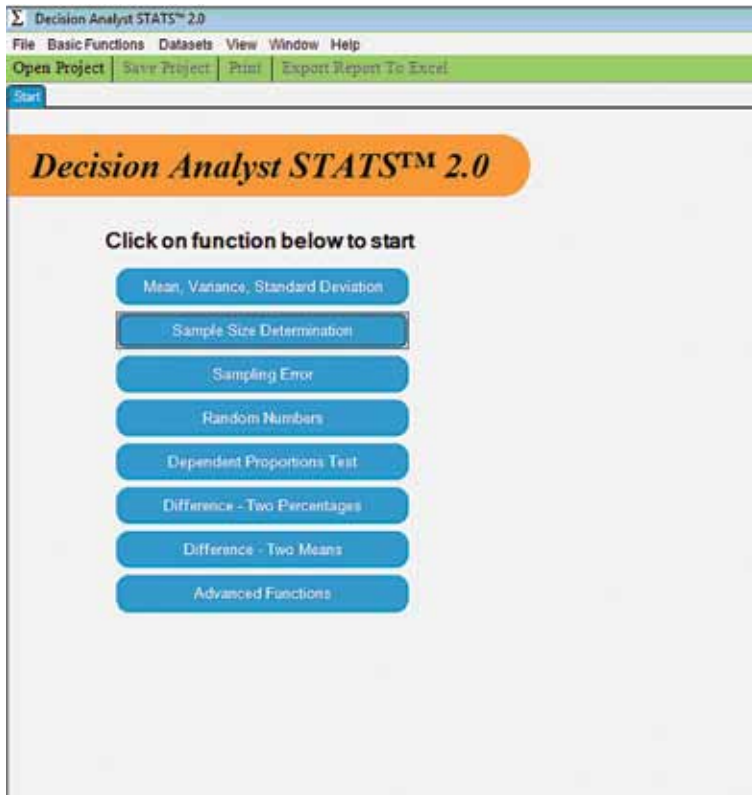 Σ Decision Analyst STATS™ 2.0
File Basic Functions Datasets View Window Help
Open Project Save Project Print Export Report To Excel
Start
Decision Analyst STATS™ 2.0
Click on function below to start
Mean, Variance, Standard Deviation
Sample Size Determination
Sampling Error
Random Numbers
Dependent Proportions Test
Difference - Two Percentages
Difference - Two Means
Advanced Functions